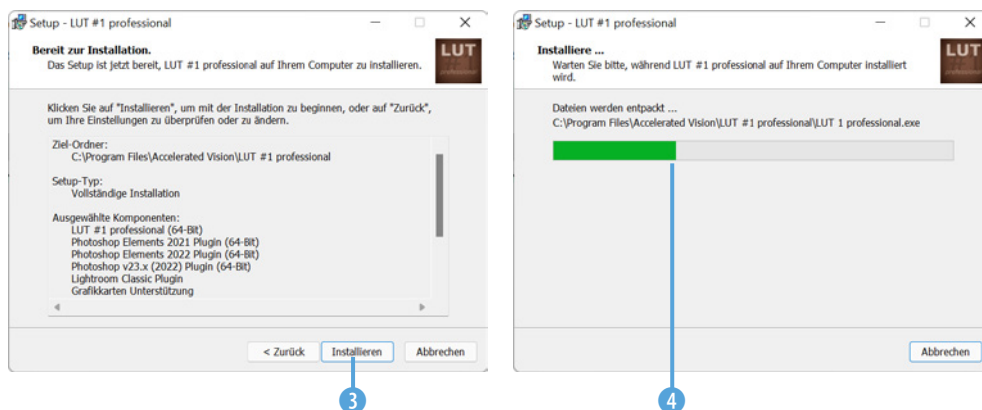 Setup - LUT #1 professional
Bereit zur Installation.
Das Setup ist jetzt bereit, LUT #1 professional auf Ihrem Computer zu installieren.
LUT
professional
Klicken Sie auf "Installieren", um mit der Installation zu beginnen, oder auf "Zurück",
um Ihre Einstellungen zu überprüfen oder zu ändern.
Ziel-Ordner:
C:\Program Files\Accelerated Vision\LUT #1 professional
Setup-Typ:
Vollständige Installation
Ausgewählte Komponenten:
LUT #1 professional (64-Bit)
Photoshop Elements 2021 Plugin (64-Bit)
Photoshop Elements 2022 Plugin (64-Bit)
Photoshop v23.x (2022) Plugin (64-Bit)
Lightroom Classic Plugin
Grafikkarten Unterstützung
< Zurück
Installieren
Abbrechen
3
Setup - LUT #1 professional
Installiere ...
Warten Sie bitte, während LUT #1 professional auf Ihrem Computer installiert
wird.
LUT
professional
Dateien werden entpackt ...
C:\Program Files\Accelerated Vision\LUT #1 professional\LUT 1 professional.exe
Abbrechen
4